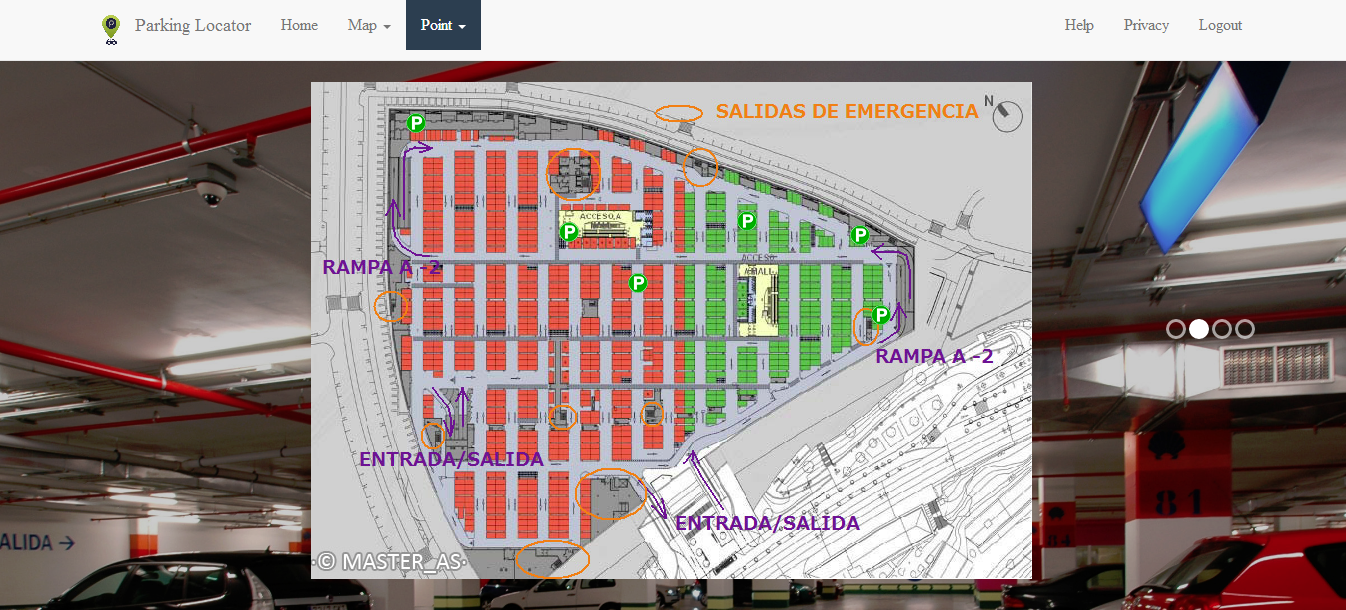 Parking Locator
Home
Map
Point
Help
Privacy
Logout
SALIDAS DE EMERGENCIA
N
P
P
ACCESO A
P
P
P
ACCESO
A MALL
RAMPA A -2
P
P
RAMPA A -2
ENTRADA/SALIDA
ENTRADA/SALIDA
·© MASTER_AS·
81
84
ALIDA →